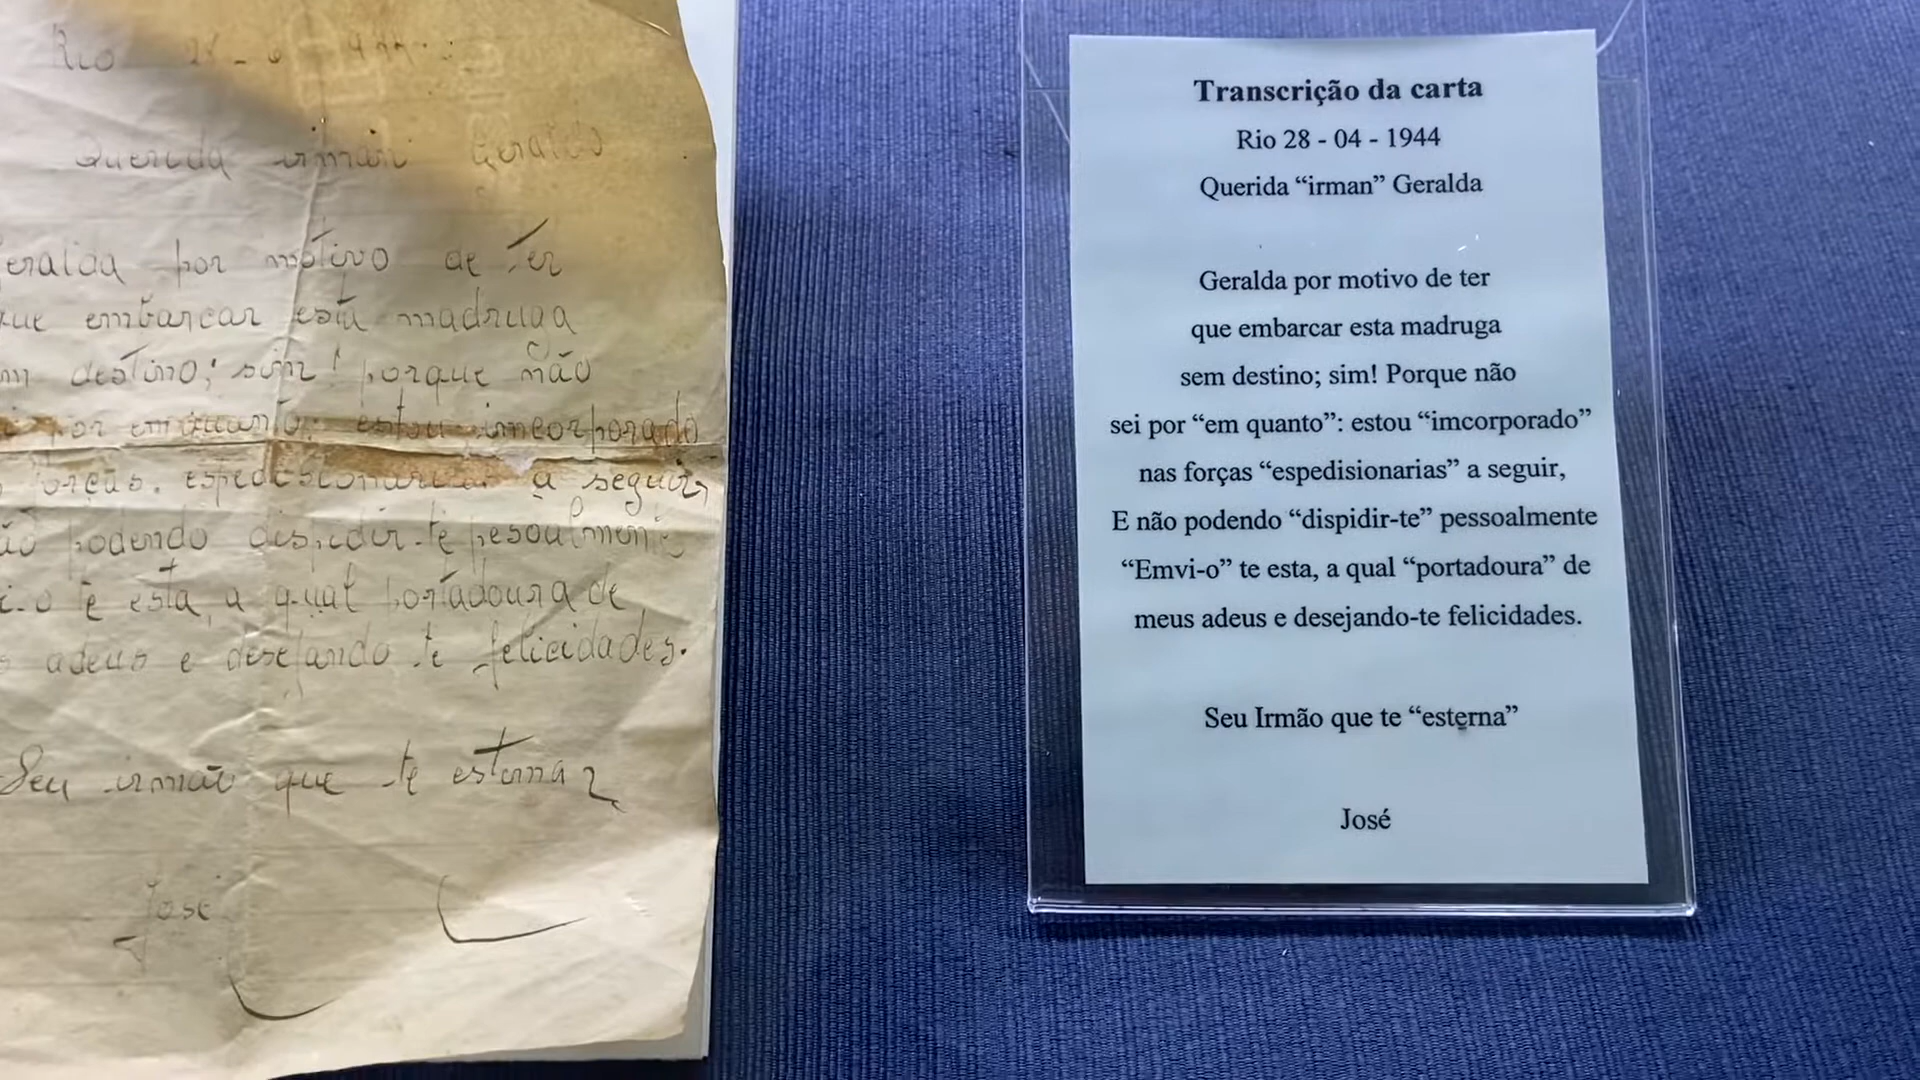 Rio 28 - 1944
Querida irman Geralda
eralda por motivo de ter
que embarcar esta madruga
m destino; sim! porque não
i por emquanto: estou imcorporado
forças. espedisionarias a seguir,
ão podendo dispidir-te pesoalmente
i-o te esta, a qual portadoura de
s adeus e desejando te felicidades.
Seu irmão que te esterna
José
Transcrição da carta
Rio 28 - 04 - 1944
Querida “irman” Geralda
Geralda por motivo de ter
que embarcar esta madruga
sem destino; sim! Porque não
sei por “em quanto”: estou “imcorporado”
nas forças “espedisionarias” a seguir,
E não podendo “dispidir-te” pessoalmente
“Emvi-o” te esta, a qual “portadoura” de
meus adeus e desejando-te felicidades.
Seu Irmão que te “esterna”
José